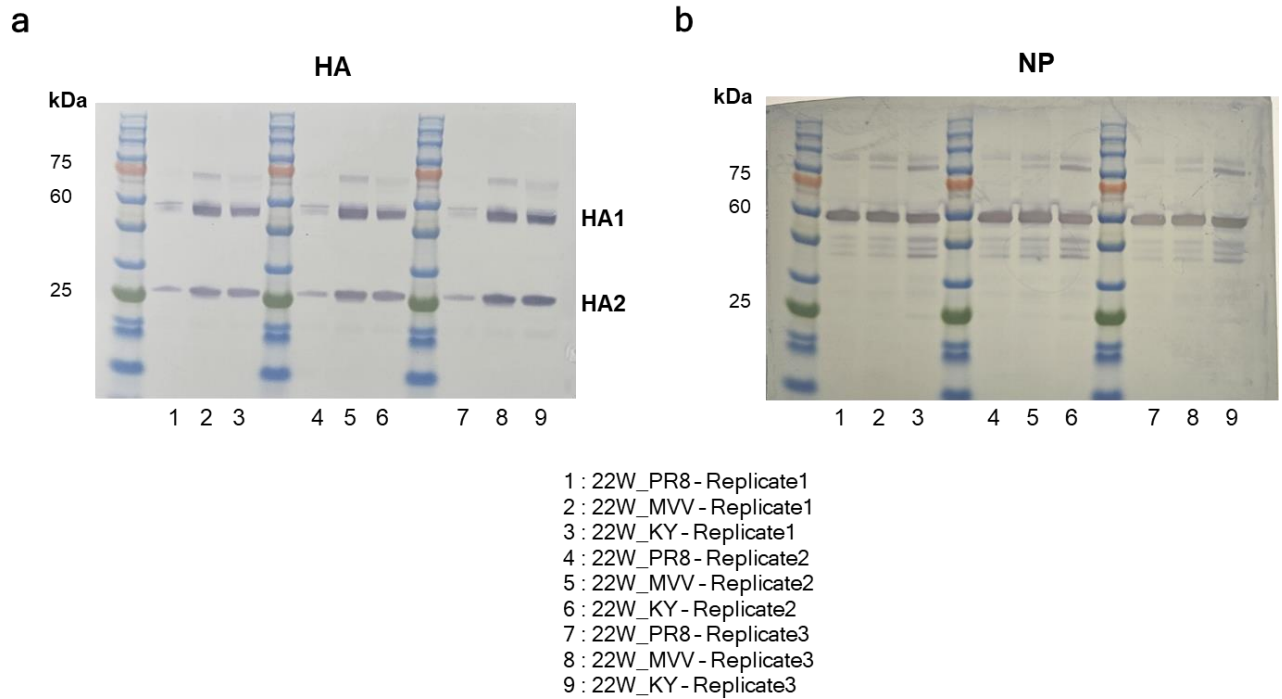 a
HA
kDa
75
60
25
HA1
HA2
1 2 3 4 5 6 7 8 9
b
NP
kDa
75
60
25
1 2 3 4 5 6 7 8 9
1 : 22W_PR8 - Replicate1
2 : 22W_MVV - Replicate1
3 : 22W_KY - Replicate1
4 : 22W_PR8 - Replicate2
5 : 22W_MVV - Replicate2
6 : 22W_KY - Replicate2
7 : 22W_PR8 - Replicate3
8 : 22W_MVV - Replicate3
9 : 22W_KY - Replicate3